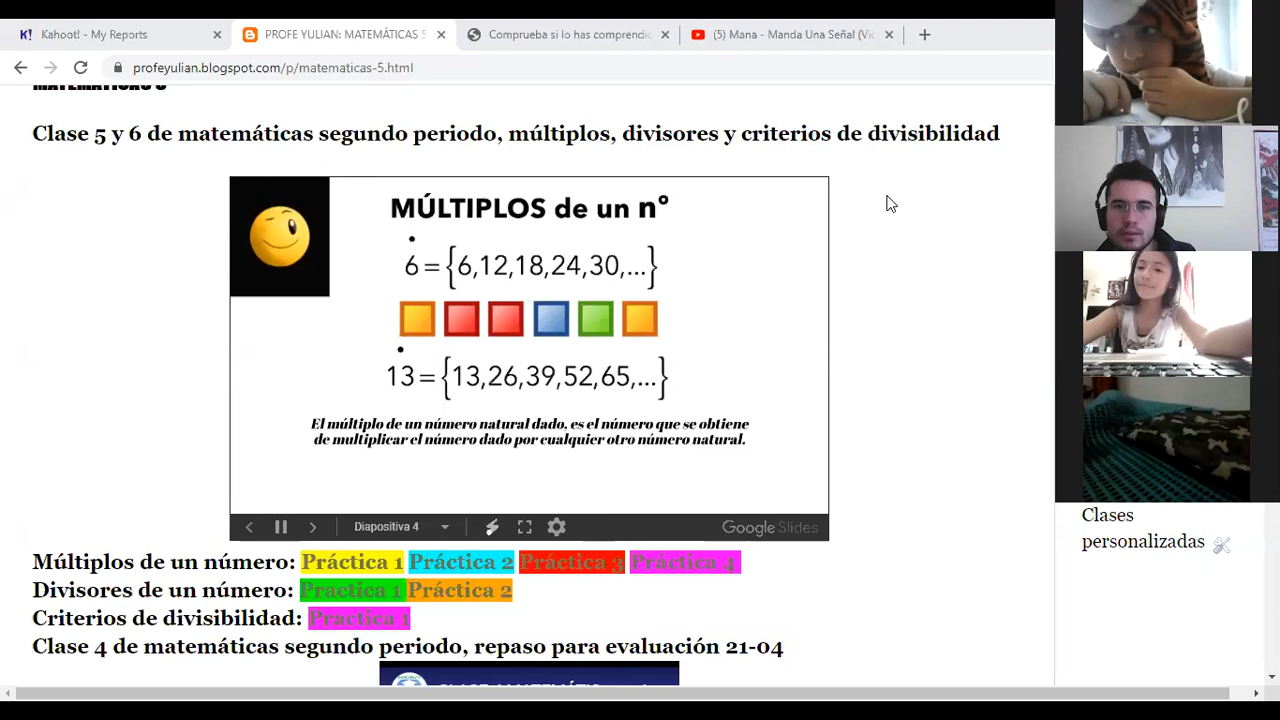 Kahoot! - My Reports
PROFE YULIAN: MATEMÁTICAS 5
Comprueba si lo has comprendic
(5) Mana - Manda Una Señal (Vic
profeyulian.blogspot.com/p/matematicas-5.html
Clase 5 y 6 de matemáticas segundo periodo, múltiplos, divisores y criterios de divisibilidad
MÚLTIPLOS de un nº
6={6,12,18,24,30,...}
13={13,26,39,52,65,...}
El múltiplo de un número natural dado, es el número que se obtiene
de multiplicar el número dado por cualquier otro número natural.
Diapositiva 4
Google Slides
Múltiplos de un número: Práctica 1 Práctica 2 Práctica 3 Práctica 4
Divisores de un número: Practica 1 Práctica 2
Criterios de divisibilidad: Practica 1
Clase 4 de matemáticas segundo periodo, repaso para evaluación 21-04
Clases
personalizadas